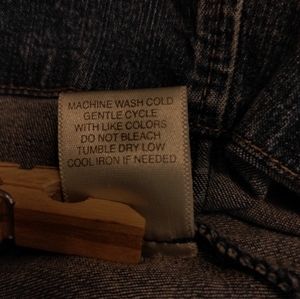 MACHINE WASH COLD
GENTLE CYCLE
WITH LIKE COLORS
DO NOT BLEACH
TUMBLE DRY LOW
COOL IRON IF NEEDED